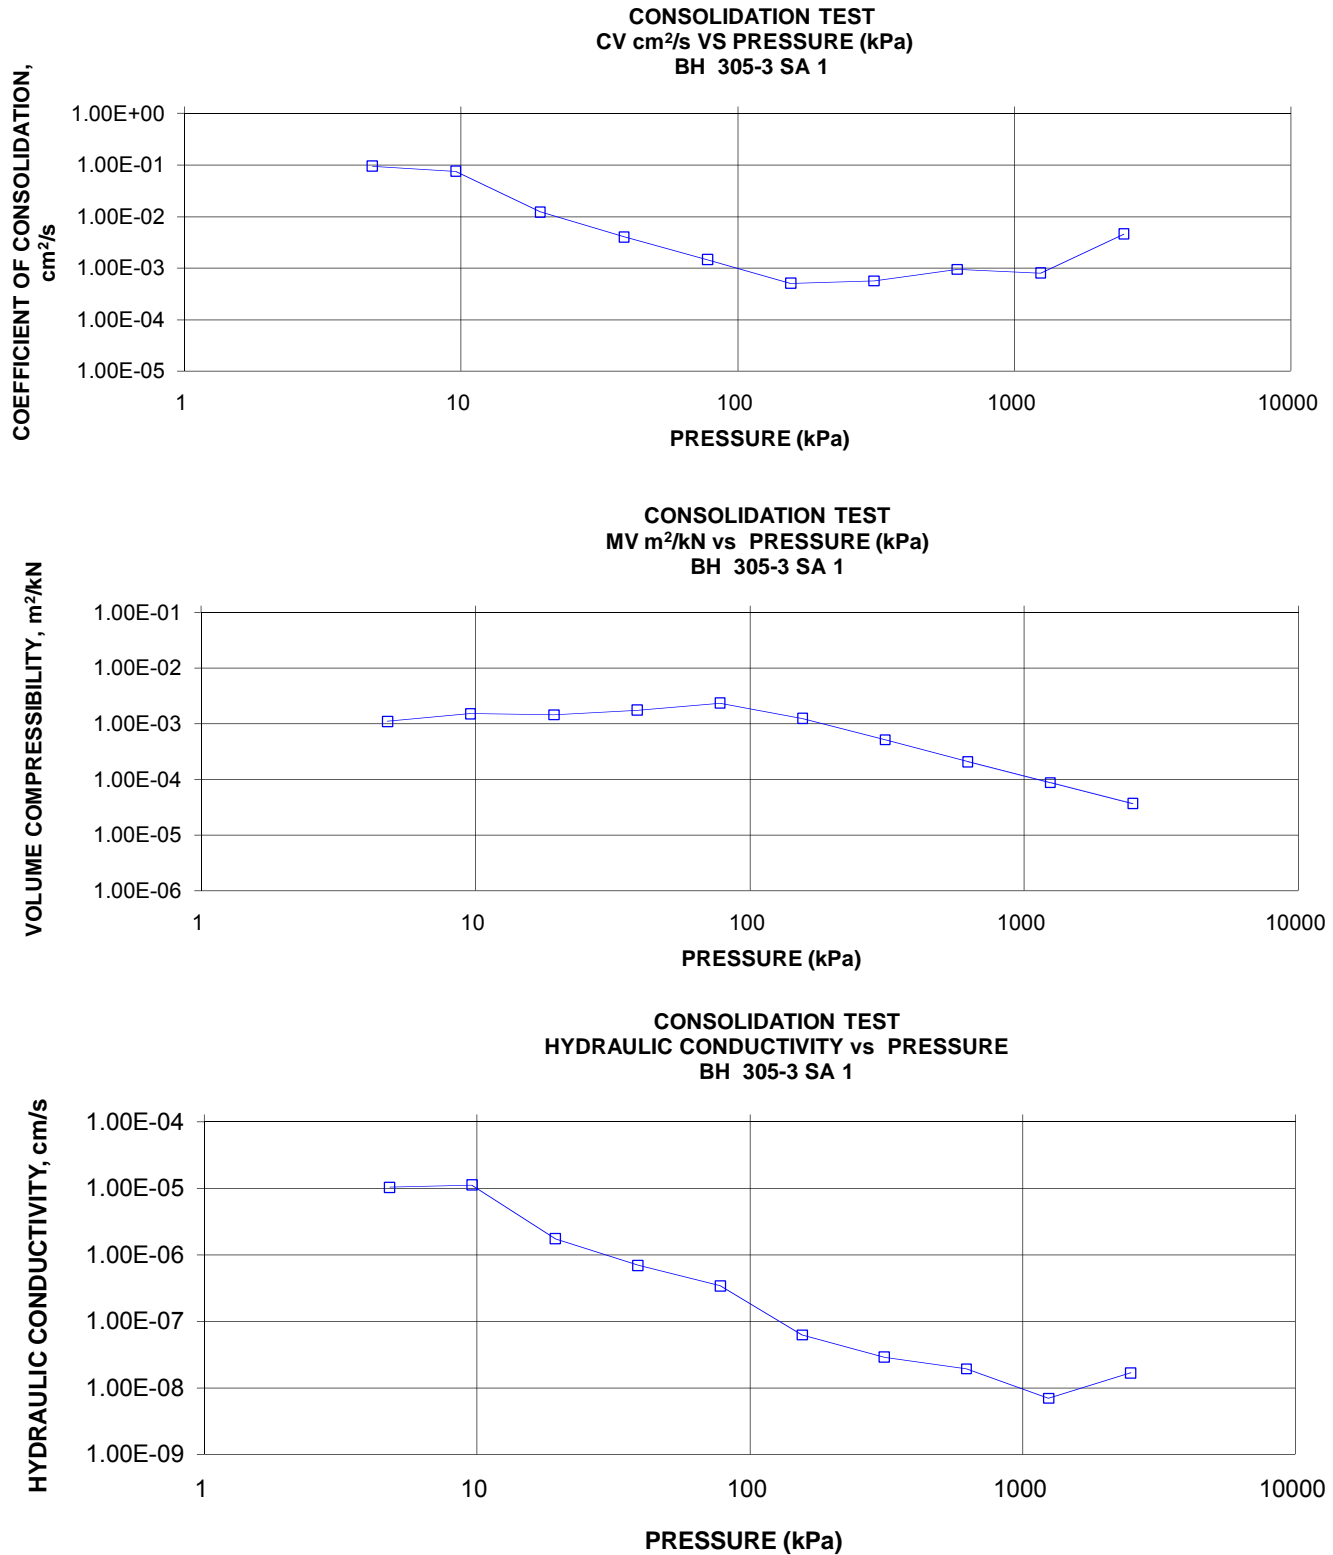 CONSOLIDATION TEST
CV cm²/s VS PRESSURE (kPa)
BH 305-3 SA 1
COEFFICIENT OF CONSOLIDATION,
cm²/s
1.00E+00
1.00E-01
1.00E-02
1.00E-03
1.00E-04
1.00E-05
1 10 100 1000 10000
PRESSURE (kPa)
CONSOLIDATION TEST
MV m²/kN vs PRESSURE (kPa)
BH 305-3 SA 1
VOLUME COMPRESSIBILITY, m²/kN
1.00E-01
1.00E-02
1.00E-03
1.00E-04
1.00E-05
1.00E-06
1 10 100 1000 10000
PRESSURE (kPa)
CONSOLIDATION TEST
HYDRAULIC CONDUCTIVITY vs PRESSURE
BH 305-3 SA 1
HYDRAULIC CONDUCTIVITY, cm/s
1.00E-04
1.00E-05
1.00E-06
1.00E-07
1.00E-08
1.00E-09
1 10 100 1000 10000
PRESSURE (kPa)